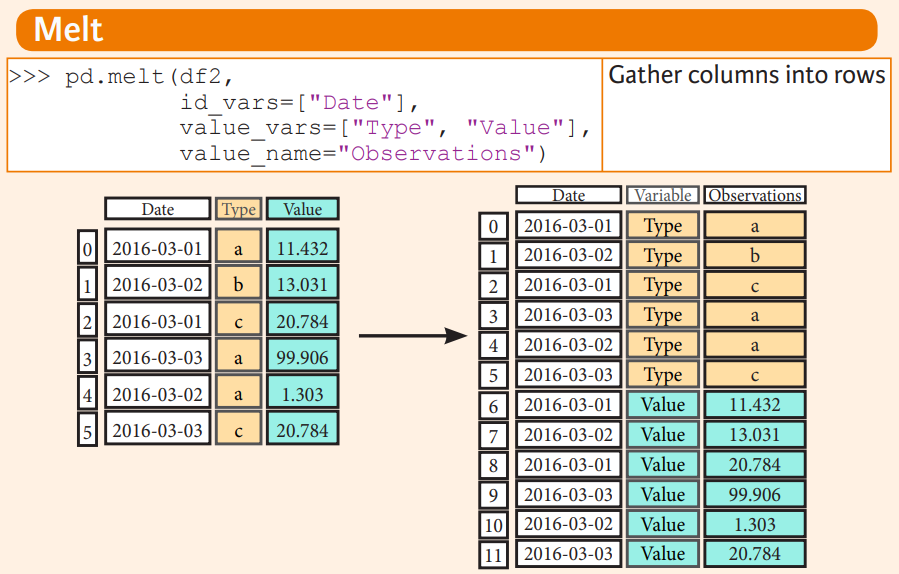 Melt
>>> pd.melt(df2,
id_vars=["Date"],
value_vars=["Type", "Value"],
value_name="Observations")
Gather columns into rows
Date Type Value
0 2016-03-01 a 11.432
1 2016-03-02 b 13.031
2 2016-03-01 c 20.784
3 2016-03-03 a 99.906
4 2016-03-02 a 1.303
5 2016-03-03 c 20.784
Date Variable Observations
0 2016-03-01 Type a
1 2016-03-02 Type b
2 2016-03-01 Type c
3 2016-03-03 Type a
4 2016-03-02 Type a
5 2016-03-03 Type c
6 2016-03-01 Value 11.432
7 2016-03-02 Value 13.031
8 2016-03-01 Value 20.784
9 2016-03-03 Value 99.906
10 2016-03-02 Value 1.303
11 2016-03-03 Value 20.784